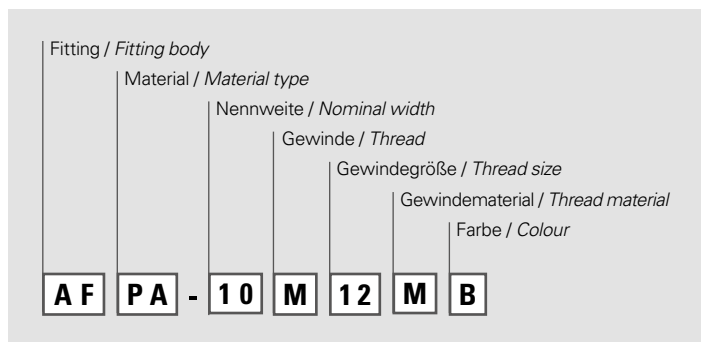 Fitting / Fitting body
Material / Material type
Nennweite / Nominal width
Gewinde / Thread
Gewindegröße / Thread size
Gewindematerial / Thread material
Farbe / Colour
AF PA - 10 M 12 M B